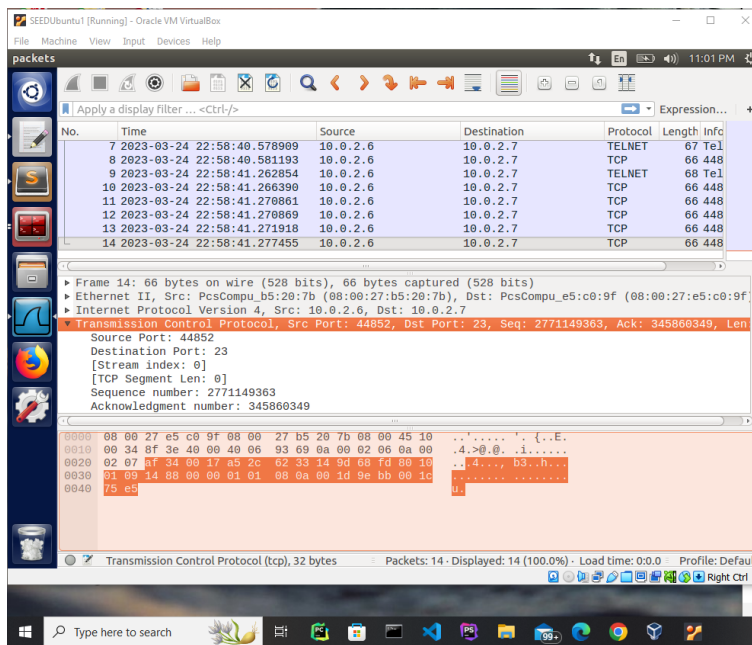 SEEDUbuntu1 [Running] - Oracle VM VirtualBox
File Machine View Input Devices Help
packets En 11:01 PM
Apply a display filter ... <Ctrl-/> Expression... +
No. Time Source Destination Protocol Length Info
7 2023-03-24 22:58:40.578909 10.0.2.6 10.0.2.7 TELNET 67 Tel
8 2023-03-24 22:58:40.581193 10.0.2.6 10.0.2.7 TCP 66 448
9 2023-03-24 22:58:41.262854 10.0.2.6 10.0.2.7 TELNET 68 Tel
10 2023-03-24 22:58:41.266390 10.0.2.6 10.0.2.7 TCP 66 448
11 2023-03-24 22:58:41.270861 10.0.2.6 10.0.2.7 TCP 66 448
12 2023-03-24 22:58:41.270869 10.0.2.6 10.0.2.7 TCP 66 448
13 2023-03-24 22:58:41.271918 10.0.2.6 10.0.2.7 TCP 66 448
14 2023-03-24 22:58:41.277455 10.0.2.6 10.0.2.7 TCP 66 448
Frame 14: 66 bytes on wire (528 bits), 66 bytes captured (528 bits)
Ethernet II, Src: PcsCompu_b5:20:7b (08:00:27:b5:20:7b), Dst: PcsCompu_e5:c0:9f (08:00:27:e5:c0:9f)
Internet Protocol Version 4, Src: 10.0.2.6, Dst: 10.0.2.7
Transmission Control Protocol, Src Port: 44852, Dst Port: 23, Seq: 2771149363, Ack: 345860349, Len
Source Port: 44852
Destination Port: 23
[Stream index: 0]
[TCP Segment Len: 0]
Sequence number: 2771149363
Acknowledgment number: 345860349
0000 08 00 27 e5 c0 9f 08 00 27 b5 20 7b 08 00 45 10 ..'..... '. {..E.
0010 00 34 8f 3e 40 00 40 06 93 69 0a 00 02 06 0a 00 .4.>@.@. .i......
0020 02 07 af 34 00 17 a5 2c 62 33 14 9d 68 fd 80 10 ...4..., b3..h...
0030 01 09 14 88 00 00 01 01 08 0a 00 1d 9e bb 00 1c ........ ........
0040 75 e5 u.
Transmission Control Protocol (tcp), 32 bytes Packets: 14 · Displayed: 14 (100.0%) · Load time: 0:0.0 Profile: Defau
Right Ctrl
Type here to search PC PS 99+